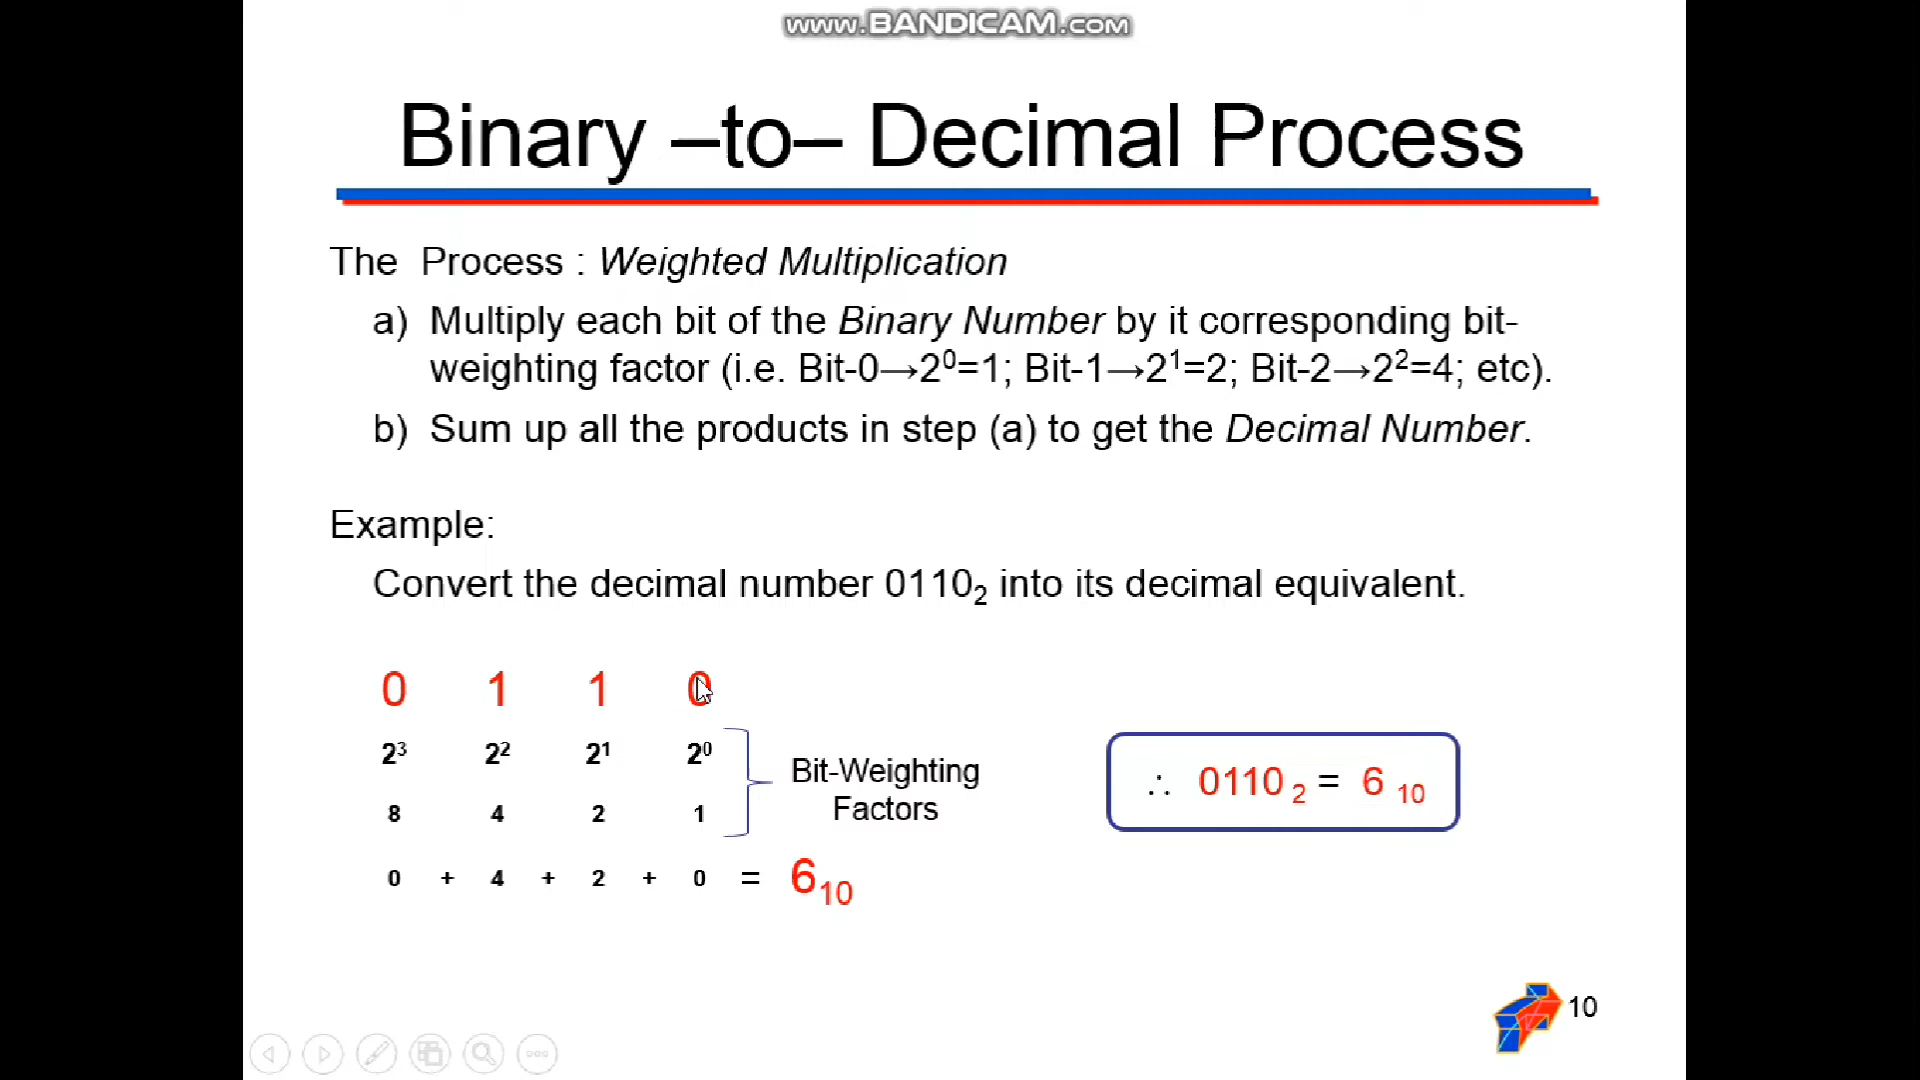 www.BANDICAM.com
Binary –to– Decimal Process
The Process : Weighted Multiplication
a) Multiply each bit of the Binary Number by it corresponding bit-
weighting factor (i.e. Bit-0→2⁰=1; Bit-1→2¹=2; Bit-2→2²=4; etc).
b) Sum up all the products in step (a) to get the Decimal Number.
Example:
Convert the decimal number 0110₂ into its decimal equivalent.
0 1 1 0
2³ 2² 2¹ 2⁰
8 4 2 1
Bit-Weighting
Factors
0 + 4 + 2 + 0 = 6₁₀
∴ 0110 ₂ = 6 ₁₀
10